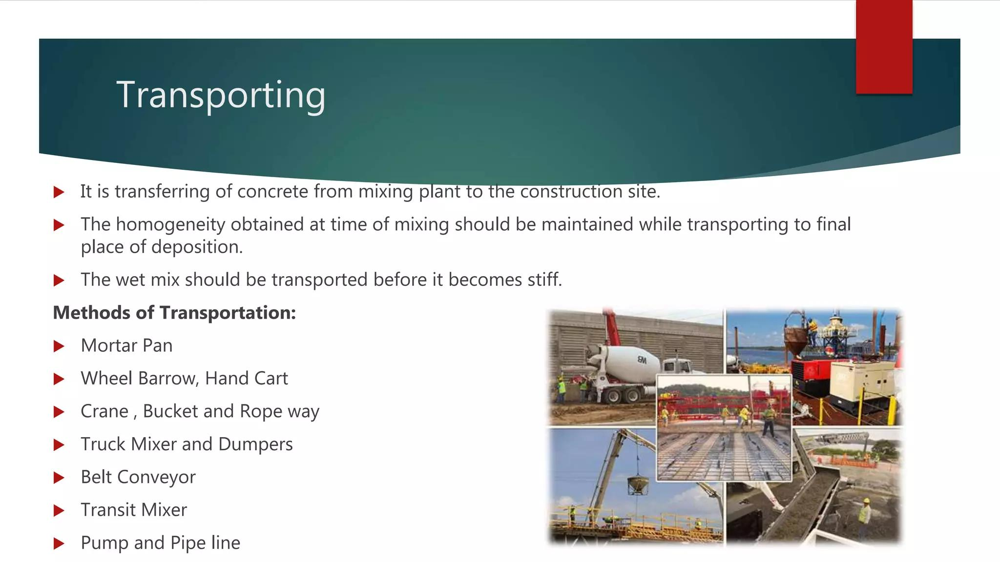 Transporting
It is transferring of concrete from mixing plant to the construction site.
The homogeneity obtained at time of mixing should be maintained while transporting to final
place of deposition.
The wet mix should be transported before it becomes stiff.
Methods of Transportation:
Mortar Pan
Wheel Barrow, Hand Cart
Crane , Bucket and Rope way
Truck Mixer and Dumpers
Belt Conveyor
Transit Mixer
Pump and Pipe line